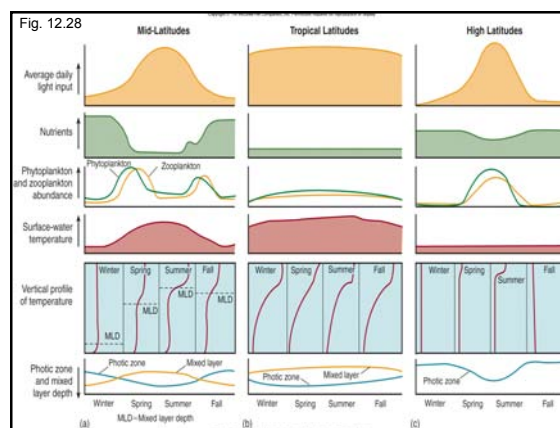 Fig. 12.28
Mid-Latitudes
Tropical Latitudes
High Latitudes
Average daily
light input
Nutrients
Phytoplankton
Zooplankton
Phytoplankton
and zooplankton
abundance
Surface-water
temperature
Vertical profile
of temperature
Winter
Spring
Summer
Fall
MLD
MLD
MLD
MLD
Winter
Spring
Summer
Fall
Winter
Spring
Summer
Fall
Photic zone
and mixed
layer depth
Photic zone
Mixed layer
Photic zone
Mixed layer
Photic zone
Winter
Spring
Summer
Fall
Winter
Spring
Summer
Fall
Winter
Spring
Summer
Fall
MLD–Mixed layer depth
(a)
(b)
(c)